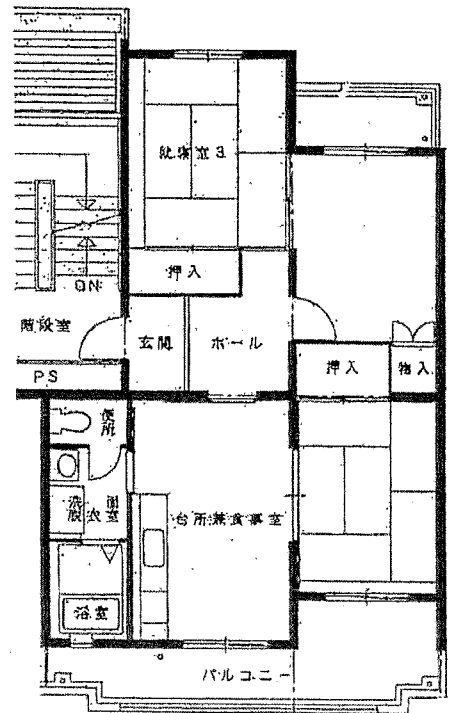 就寝室3
押入
DN
階段室
玄関
ホール
押入
物入
PS
便所
洗面
脱衣室
台所兼食事室
浴室
バルコニー